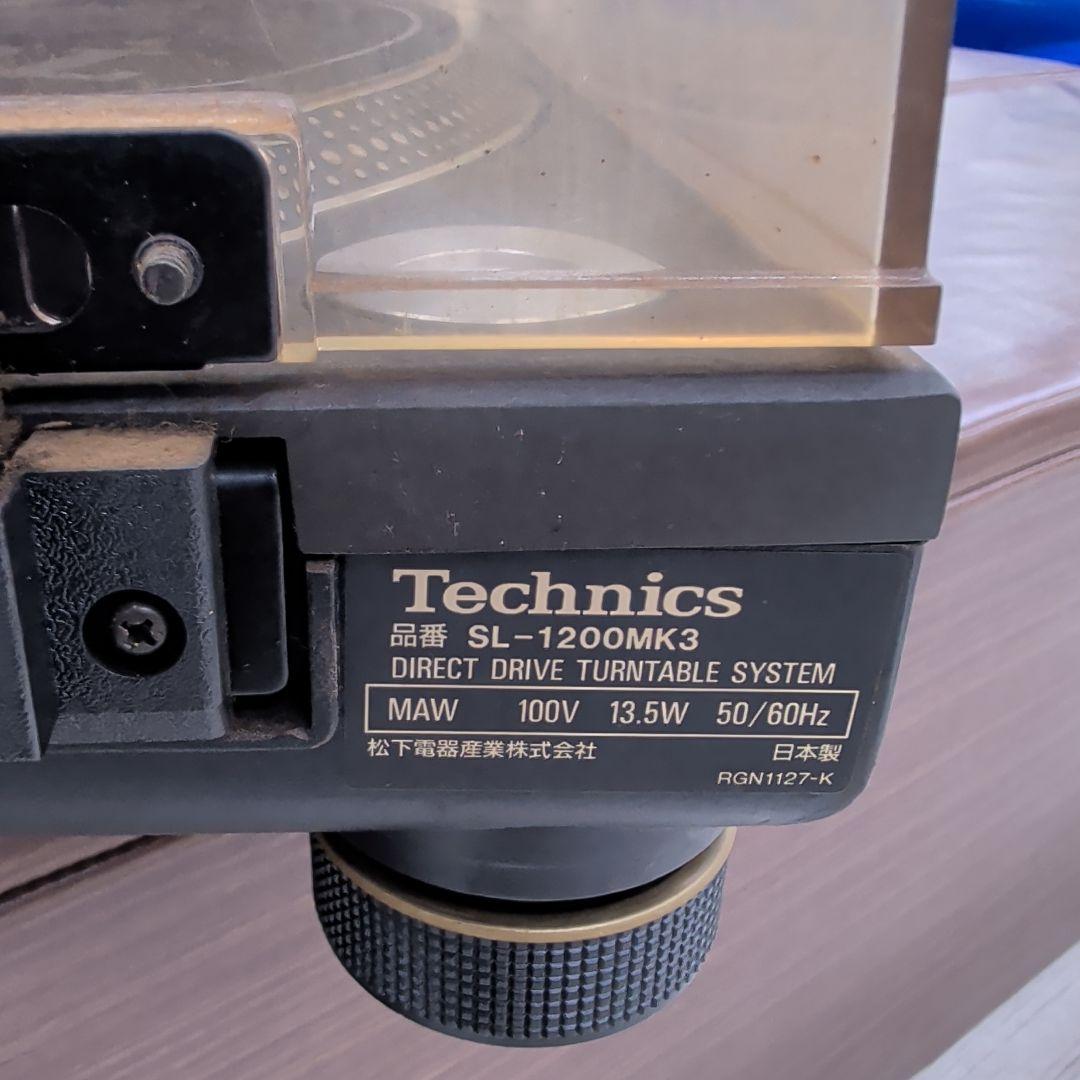 Technics
品番 SL-1200MK3
DIRECT DRIVE TURNTABLE SYSTEM
MAW 100V 13.5W 50/60Hz
松下電器産業株式会社 日本製
RGN1127-K